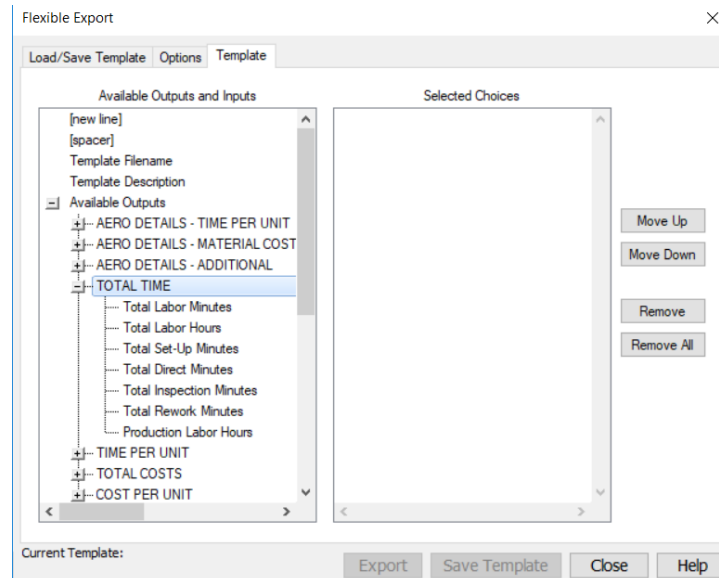 Flexible Export
Load/Save Template Options Template
Available Outputs and Inputs
Selected Choices
[new line]
[spacer]
Template Filename
Template Description
Available Outputs
AERO DETAILS - TIME PER UNIT
AERO DETAILS - MATERIAL COST
AERO DETAILS - ADDITIONAL
TOTAL TIME
Total Labor Minutes
Total Labor Hours
Total Set-Up Minutes
Total Direct Minutes
Total Inspection Minutes
Total Rework Minutes
Production Labor Hours
TIME PER UNIT
TOTAL COSTS
COST PER UNIT
Move Up
Move Down
Remove
Remove All
Current Template:
Export Save Template Close Help